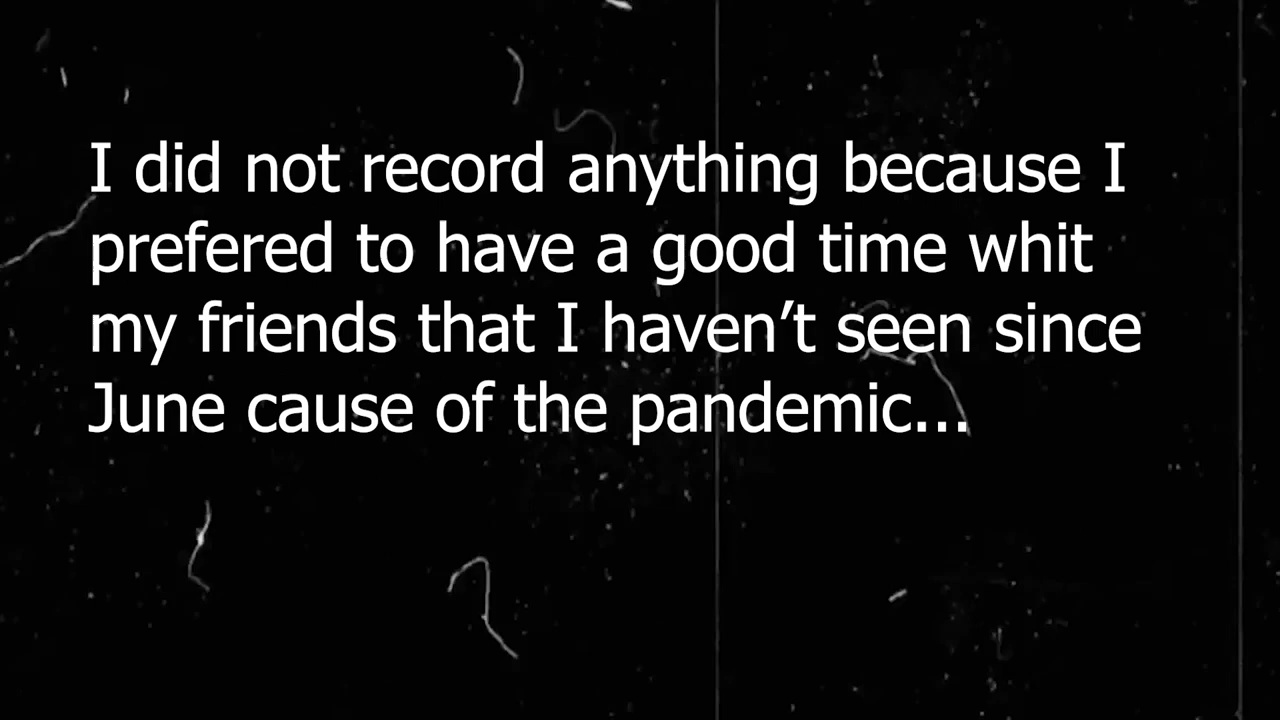 I did not record anything because I
prefered to have a good time whit
my friends that I haven’t seen since
June cause of the pandemic...